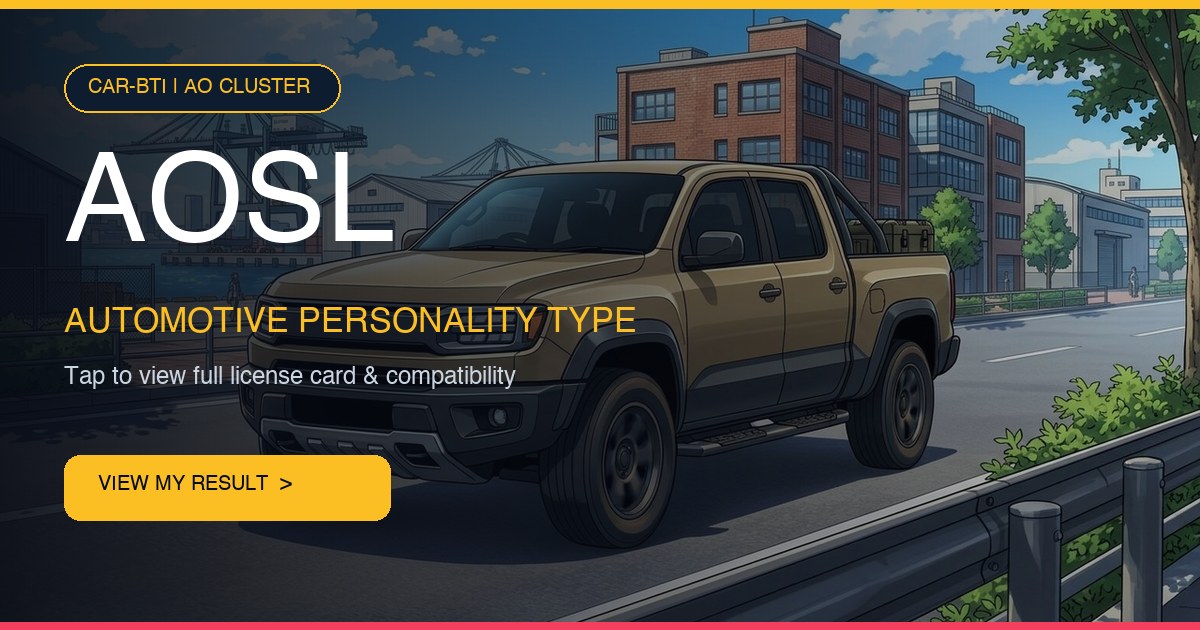 CAR-BTI | AO CLUSTER
AOSL
AUTOMOTIVE PERSONALITY TYPE
Tap to view full license card & compatibility
VIEW MY RESULT >